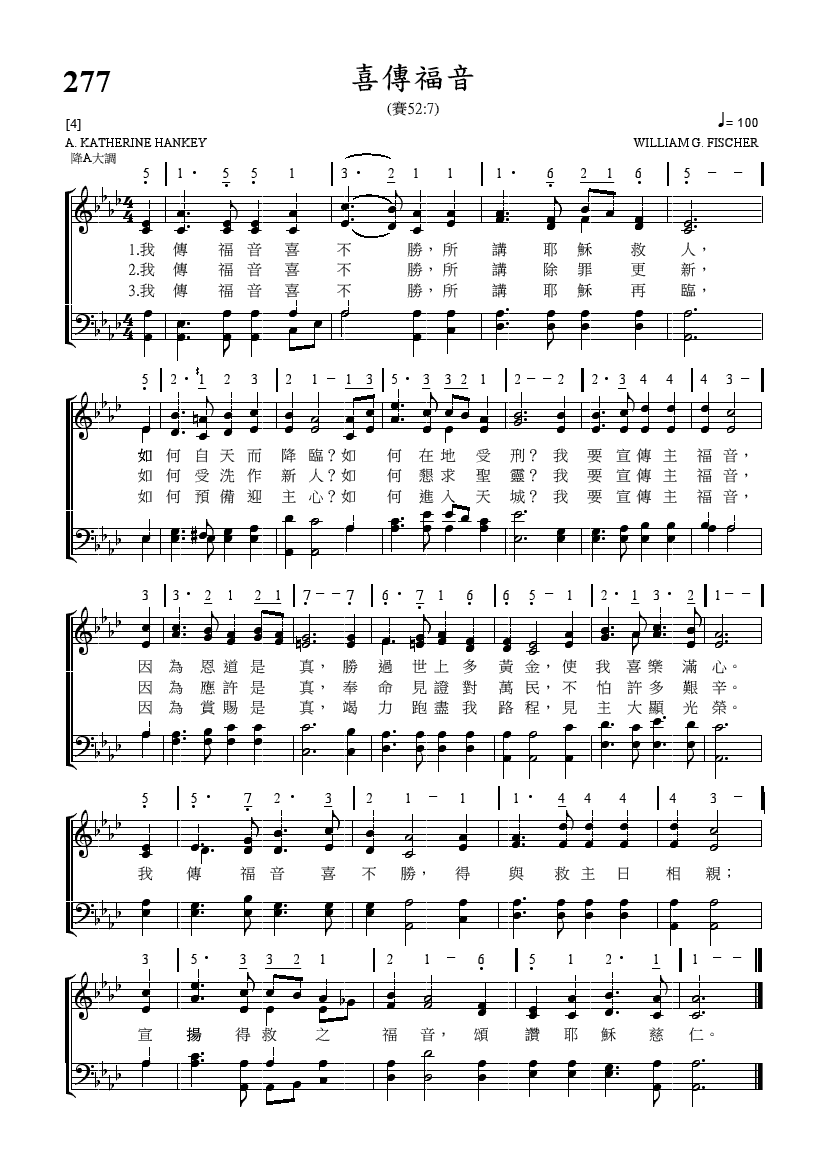 277
喜傳福音
(賽52:7)
[4]
♩= 100
A. KATHERINE HANKEY
WILLIAM G. FISCHER
降A大調
5 | 1 · 5 5 1 | 3 · 2 1 1 | 1 · 6 2 1 6 | 5 – – |
1.我 傳 福 音 喜 不 勝，所 講 耶 穌 救 人，
2.我 傳 福 音 喜 不 勝，所 講 除 罪 更 新，
3.我 傳 福 音 喜 不 勝，所 講 耶 穌 再 臨，
5 | 2 · 1 2 3 | 2 1 – 1 3 | 5 · 3 3 2 1 | 2 – – 2 | 2 · 3 4 4 | 4 3 – |
如 何 自 天 而 降 臨？如 何 在 地 受 刑？我 要 宣 傳 主 福 音，
如 何 受 洗 作 新 人？如 何 懇 求 聖 靈？我 要 宣 傳 主 福 音，
如 何 預 備 迎 主 心？如 何 進 入 天 城？我 要 宣 傳 主 福 音，
3 | 3 · 2 1 2 1 | 7 – – 7 | 6 · 7 1 6 | 6 5 – 1 | 2 · 1 3 · 2 | 1 – – |
因 為 恩 道 是 真，勝 過 世 上 多 黃 金，使 我 喜 樂 滿 心。
因 為 應 許 是 真，奉 命 見 證 對 萬 民，不 怕 許 多 艱 辛。
因 為 賞 賜 是 真，竭 力 跑 盡 我 路 程，見 主 大 顯 光 榮。
5 | 5 · 7 2 · 3 | 2 1 – 1 | 1 · 4 4 4 | 4 3 – |
我 傳 福 音 喜 不 勝，得 與 救 主 日 相 親；
3 | 5 · 3 3 2 1 | 2 1 – 6 | 5 1 2 · 1 | 1 – – ||
宣 揚 得 救 之 福 音，頌 讚 耶 穌 慈 仁。